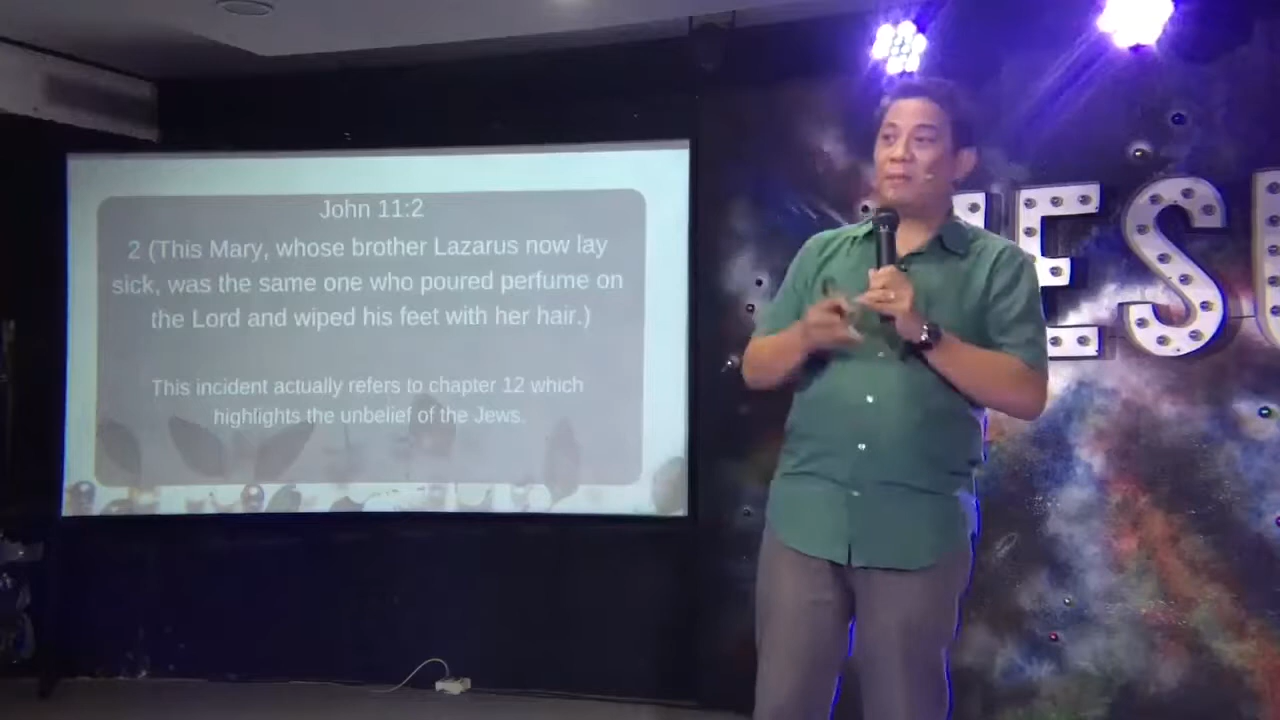 John 11:2
2 (This Mary, whose brother Lazarus now lay
sick, was the same one who poured perfume on
the Lord and wiped his feet with her hair.)
This incident actually refers to chapter 12 which
highlights the unbelief of the Jews.
JESU